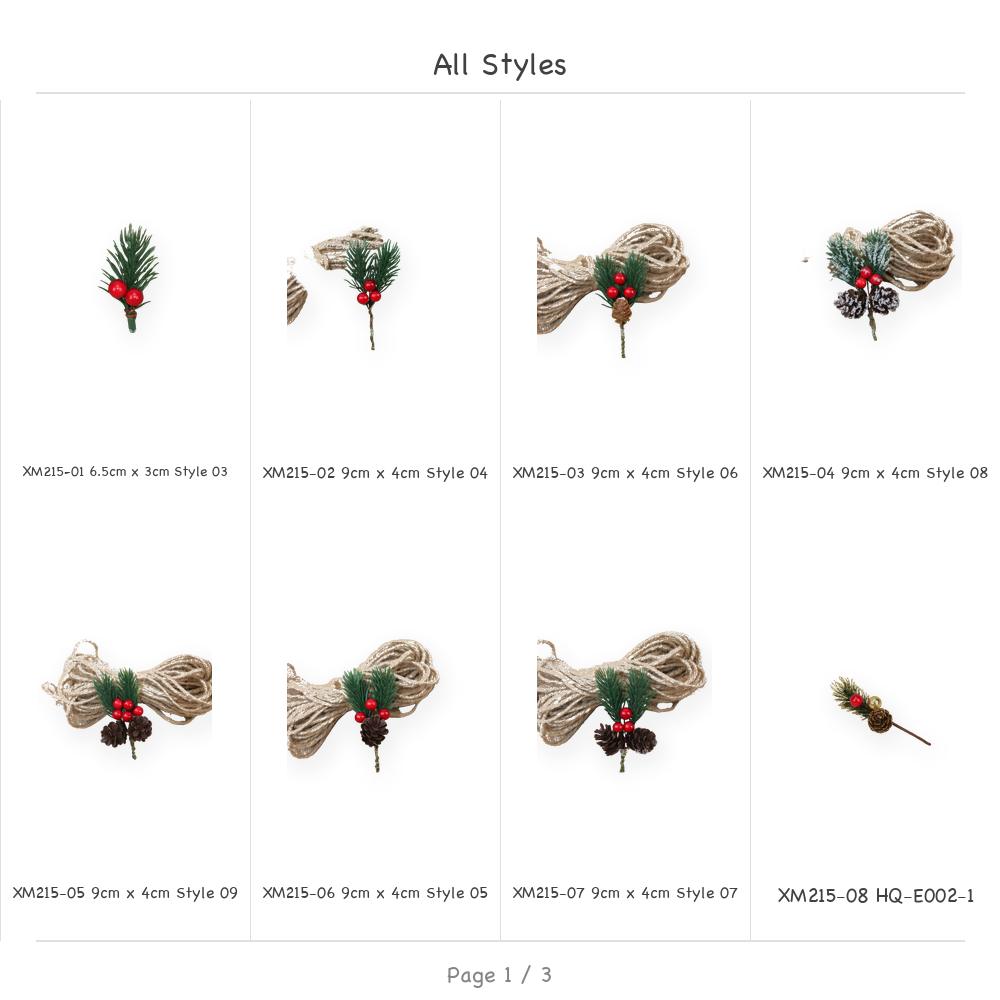 All Styles
XM215-01 6.5cm x 3cm Style 03
XM215-02 9cm x 4cm Style 04
XM215-03 9cm x 4cm Style 06
XM215-04 9cm x 4cm Style 08
XM215-05 9cm x 4cm Style 09
XM215-06 9cm x 4cm Style 05
XM215-07 9cm x 4cm Style 07
XM215-08 HQ-E002-1
Page 1 / 3